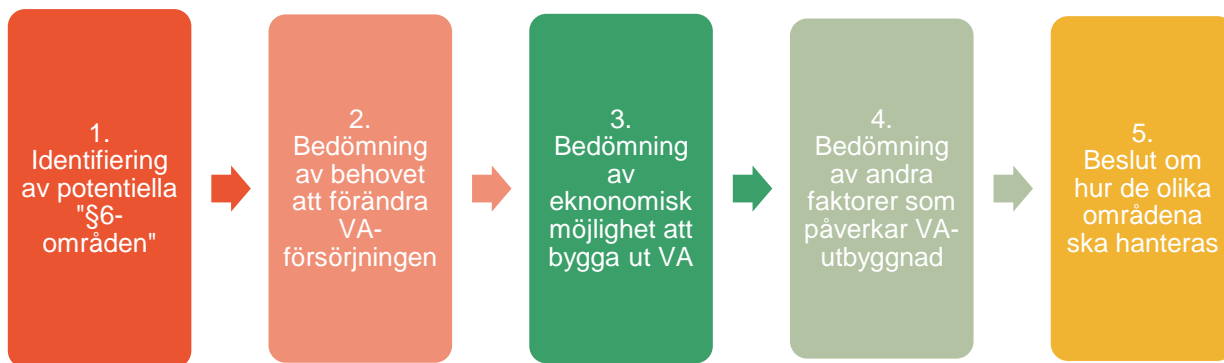 1.
Identifiering
av potentiella
"§6-
områden"
2.
Bedömning
av behovet
att förändra
VA-
försörjningen
3.
Bedömning
av
eknonomisk
möjlighet att
bygga ut VA
4.
Bedömning
av andra
faktorer som
påverkar VA-
utbyggnad
5.
Beslut om
hur de olika
områdena
ska hanteras